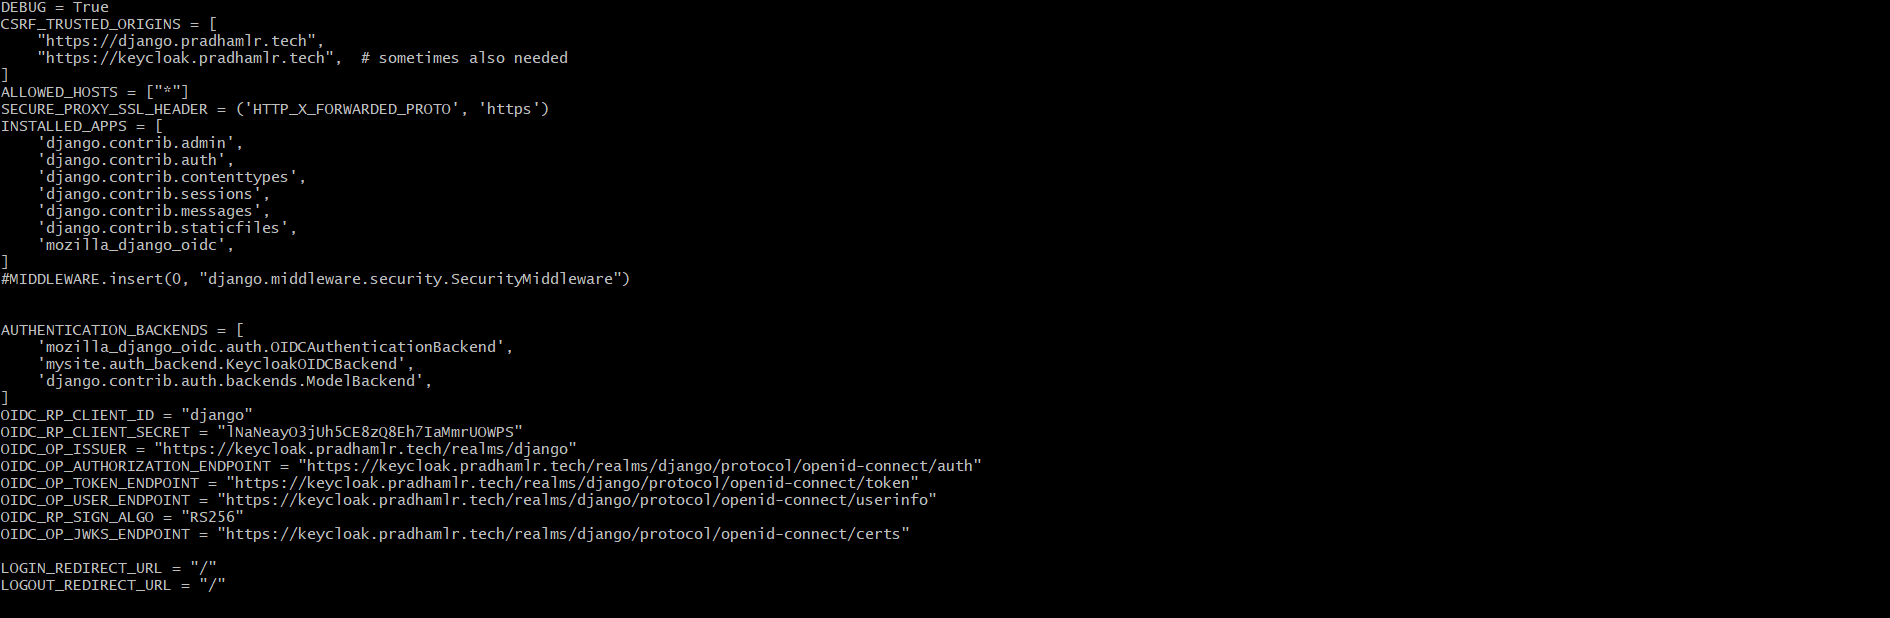 DEBUG = True
CSRF_TRUSTED_ORIGINS = [
    "https://django.pradhamlr.tech",
    "https://keycloak.pradhamlr.tech",  # sometimes also needed
]
ALLOWED_HOSTS = ["*"]
SECURE_PROXY_SSL_HEADER = ('HTTP_X_FORWARDED_PROTO', 'https')
INSTALLED_APPS = [
    'django.contrib.admin',
    'django.contrib.auth',
    'django.contrib.contenttypes',
    'django.contrib.sessions',
    'django.contrib.messages',
    'django.contrib.staticfiles',
    'mozilla_django_oidc',
]
#MIDDLEWARE.insert(0, "django.middleware.security.SecurityMiddleware")
AUTHENTICATION_BACKENDS = [
    'mozilla_django_oidc.auth.OIDCAuthenticationBackend',
    'mysite.auth_backend.KeycloakOIDCBackend',
    'django.contrib.auth.backends.ModelBackend',
]
OIDC_RP_CLIENT_ID = "django"
OIDC_RP_CLIENT_SECRET = "lNaNeayO3jUh5CE8zQ8Eh7IaMmrUOWPS"
OIDC_OP_ISSUER = "https://keycloak.pradhamlr.tech/realms/django"
OIDC_OP_AUTHORIZATION_ENDPOINT = "https://keycloak.pradhamlr.tech/realms/django/protocol/openid-connect/auth"
OIDC_OP_TOKEN_ENDPOINT = "https://keycloak.pradhamlr.tech/realms/django/protocol/openid-connect/token"
OIDC_OP_USER_ENDPOINT = "https://keycloak.pradhamlr.tech/realms/django/protocol/openid-connect/userinfo"
OIDC_RP_SIGN_ALGO = "RS256"
OIDC_OP_JWKS_ENDPOINT = "https://keycloak.pradhamlr.tech/realms/django/protocol/openid-connect/certs"
LOGIN_REDIRECT_URL = "/"
LOGOUT_REDIRECT_URL = "/"